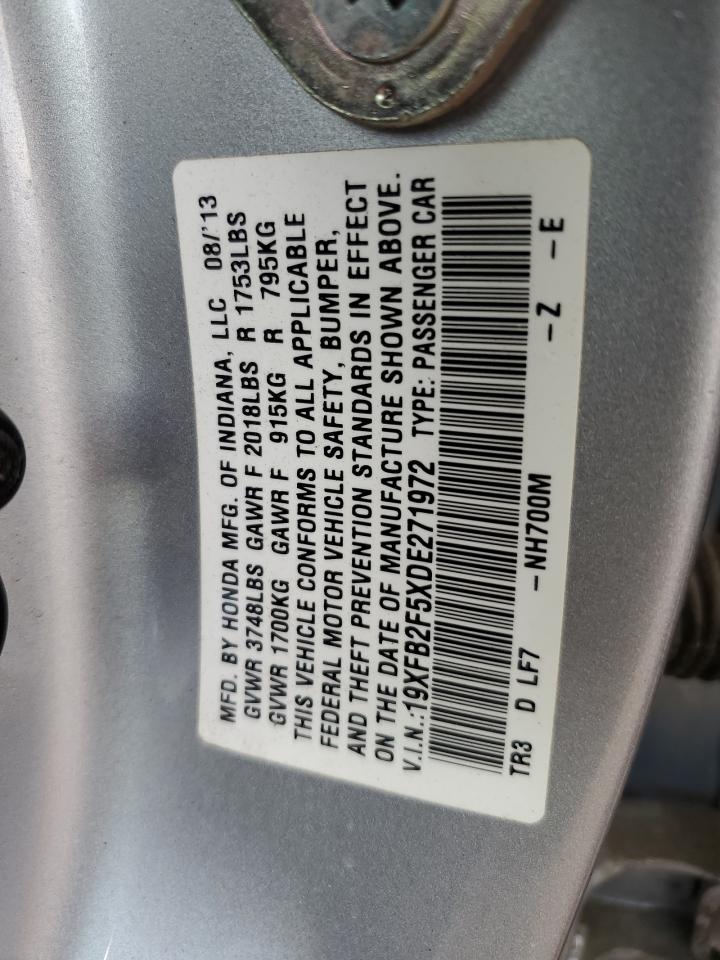 MFD. BY HONDA MFG. OF INDIANA, LLC 08/'13
GVWR 3748LBS GAWR F 2018LBS R 1753LBS
GVWR 1700KG GAWR F 915KG R 795KG
THIS VEHICLE CONFORMS TO ALL APPLICABLE
FEDERAL MOTOR VEHICLE SAFETY, BUMPER,
AND THEFT PREVENTION STANDARDS IN EFFECT
ON THE DATE OF MANUFACTURE SHOWN ABOVE.
V.I.N.:19XFB2F5XDE271972 TYPE: PASSENGER CAR
TR3 D LF7 -NH700M -Z -E